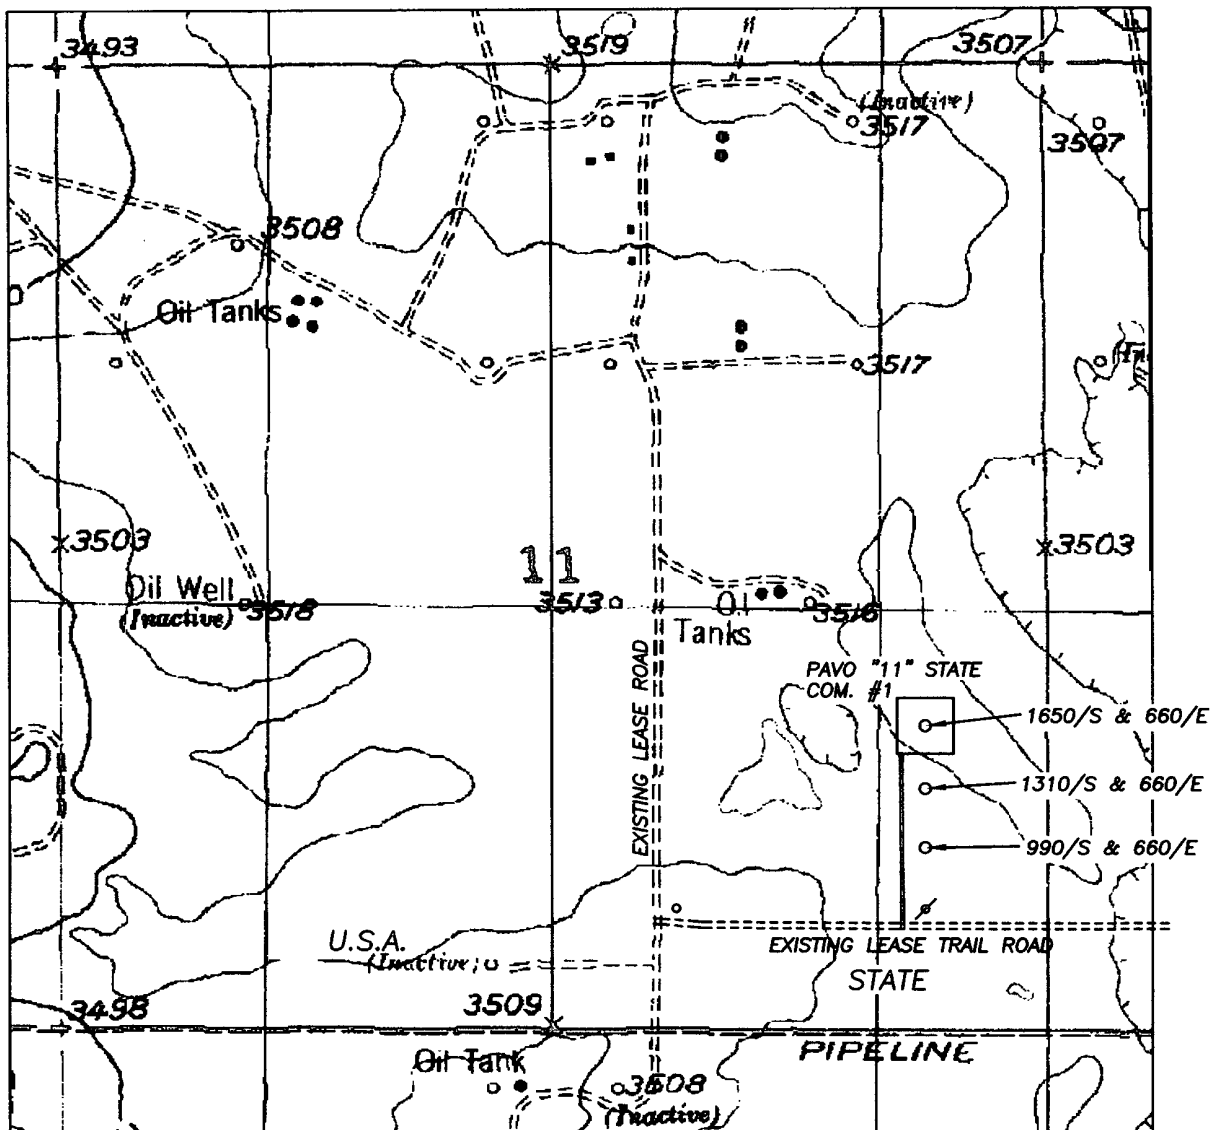 3493
3519
3507
(Inactive)
3517
3507
3508
Oil Tanks
3517
3503
11
3503
Oil Well
(Inactive)
3518
3513
Oil
Tanks
3516
EXISTING LEASE ROAD
PAVO "11" STATE
COM. #1
1650/S & 660/E
1310/S & 660/E
990/S & 660/E
U.S.A.
(Inactive)
EXISTING LEASE TRAIL ROAD
STATE
3498
3509
PIPELINE
Oil Tank
3508
(Inactive)